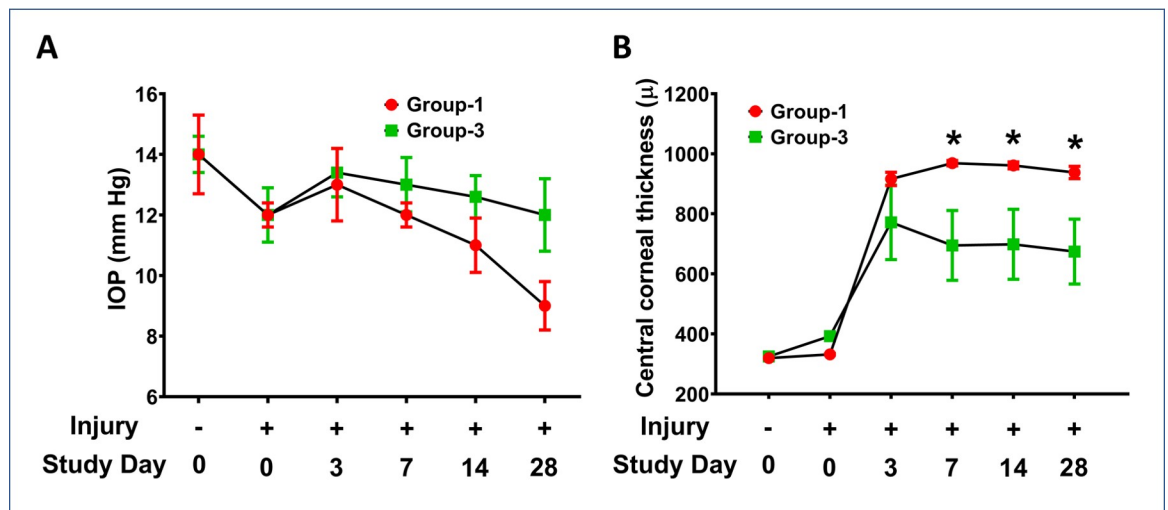 A
IOP (mm Hg)
16
14
12
10
8
6
Group-1
Group-3
Injury - + + + + +
Study Day 0 0 3 7 14 28
B
Central corneal thickness (μ)
1200
1000
800
600
400
200
Group-1
Group-3
* * *
Injury - + + + + +
Study Day 0 0 3 7 14 28